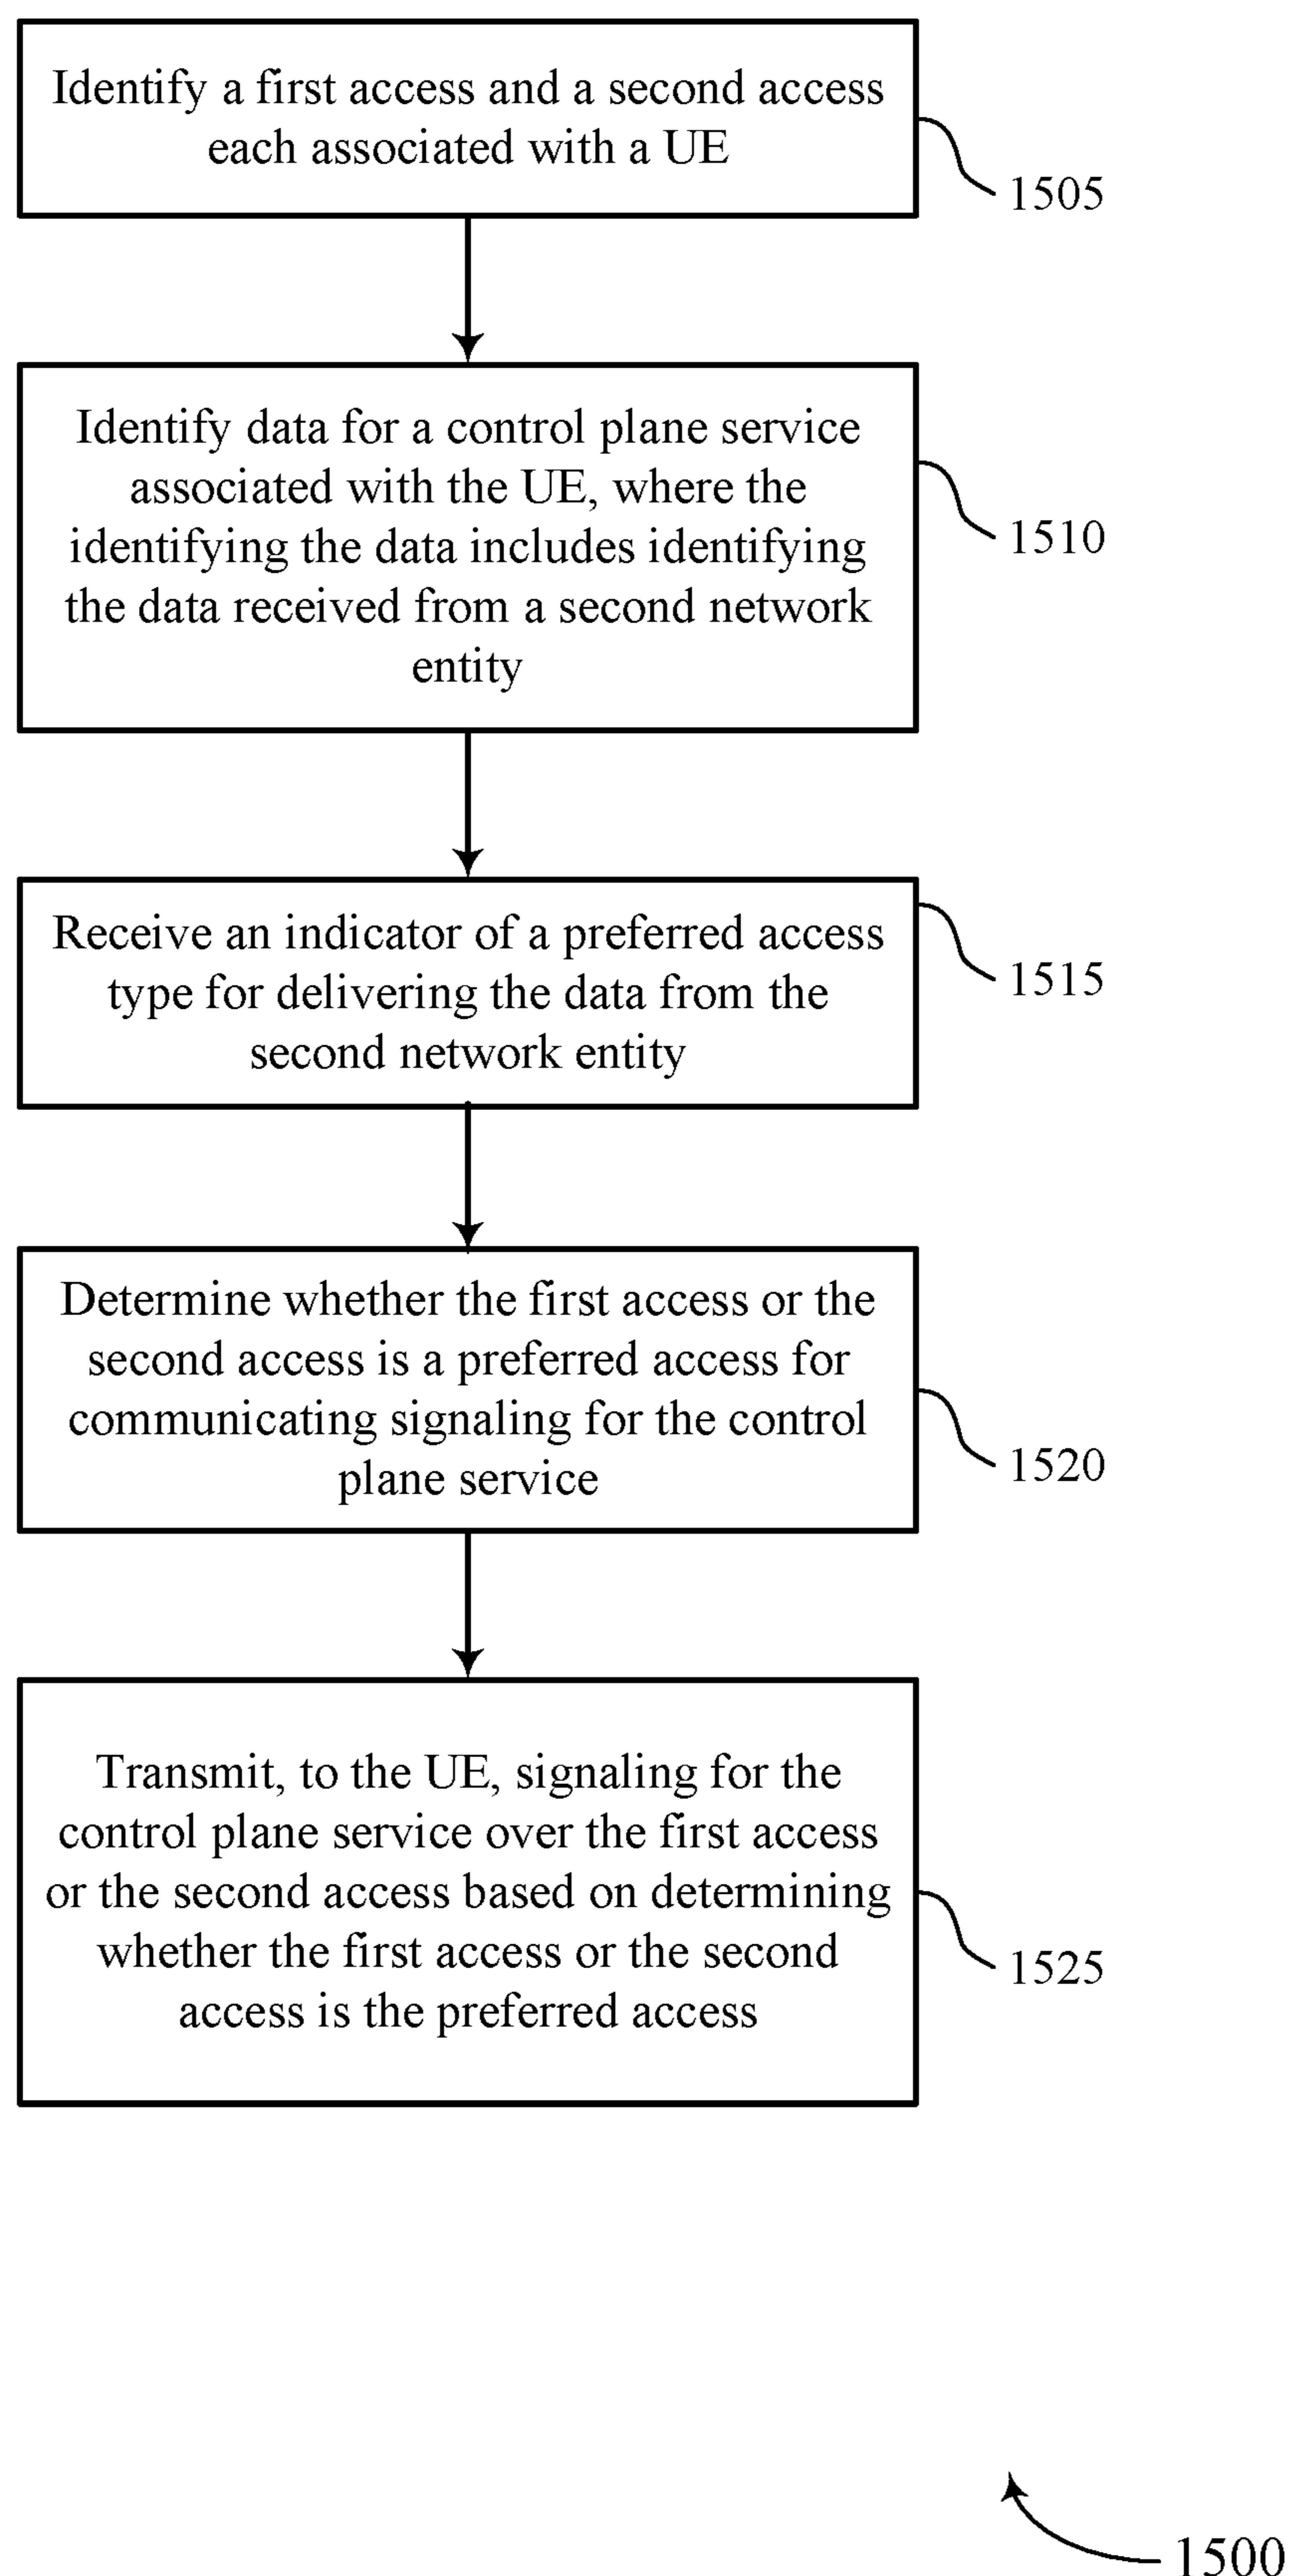 Identify a first access and a second access
each associated with a UE
1505
Identify data for a control plane service
associated with the UE, where the
identifying the data includes identifying
the data received from a second network
entity
1510
Receive an indicator of a preferred access
type for delivering the data from the
second network entity
1515
Determine whether the first access or the
second access is a preferred access for
communicating signaling for the control
plane service
1520
Transmit, to the UE, signaling for the
control plane service over the first access
or the second access based on determining
whether the first access or the second
access is the preferred access
1525
1500